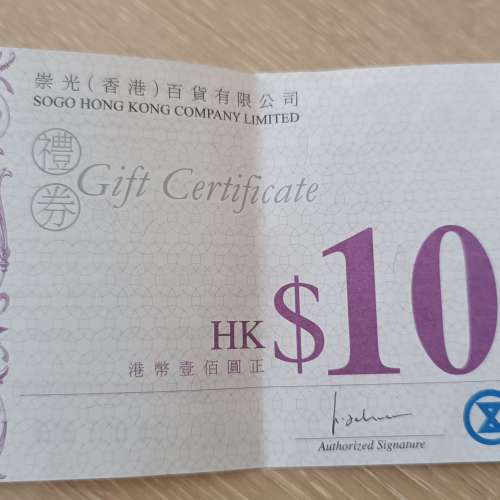 崇光(香港)百貨有限公司
SOGO HONG KONG COMPANY LIMITED
禮券
Gift Certificate
HK $10
港幣壹佰圓正
Authorized Signature